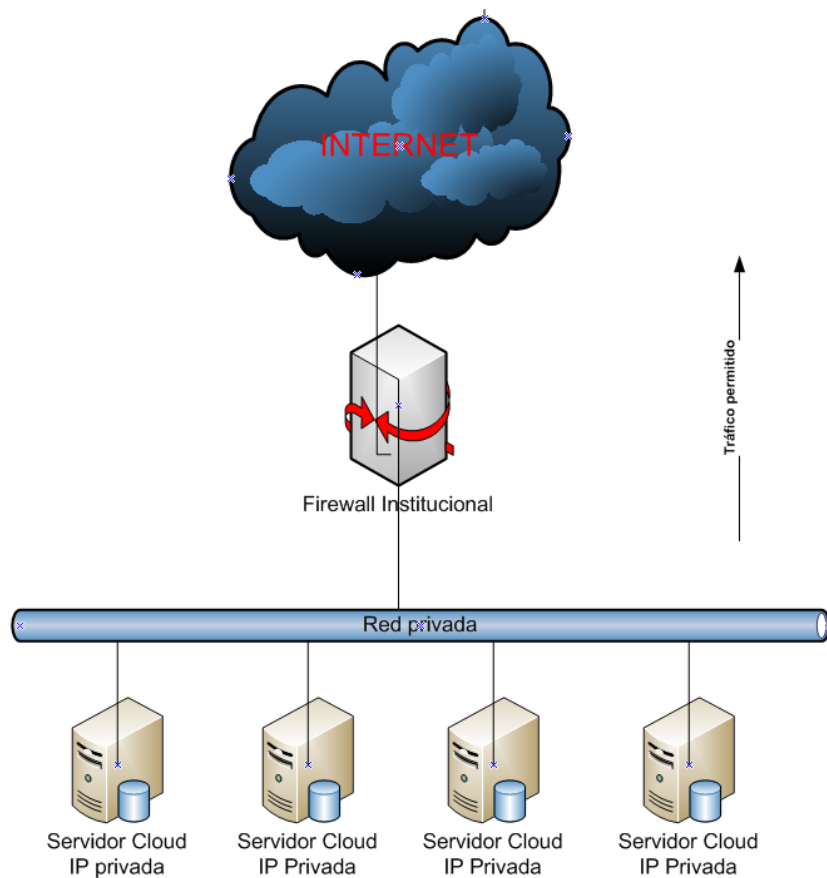 INTERNET
Tráfico permitido
Firewall Institucional
Red privada
Servidor Cloud
IP privada
Servidor Cloud
IP Privada
Servidor Cloud
IP Privada
Servidor Cloud
IP Privada